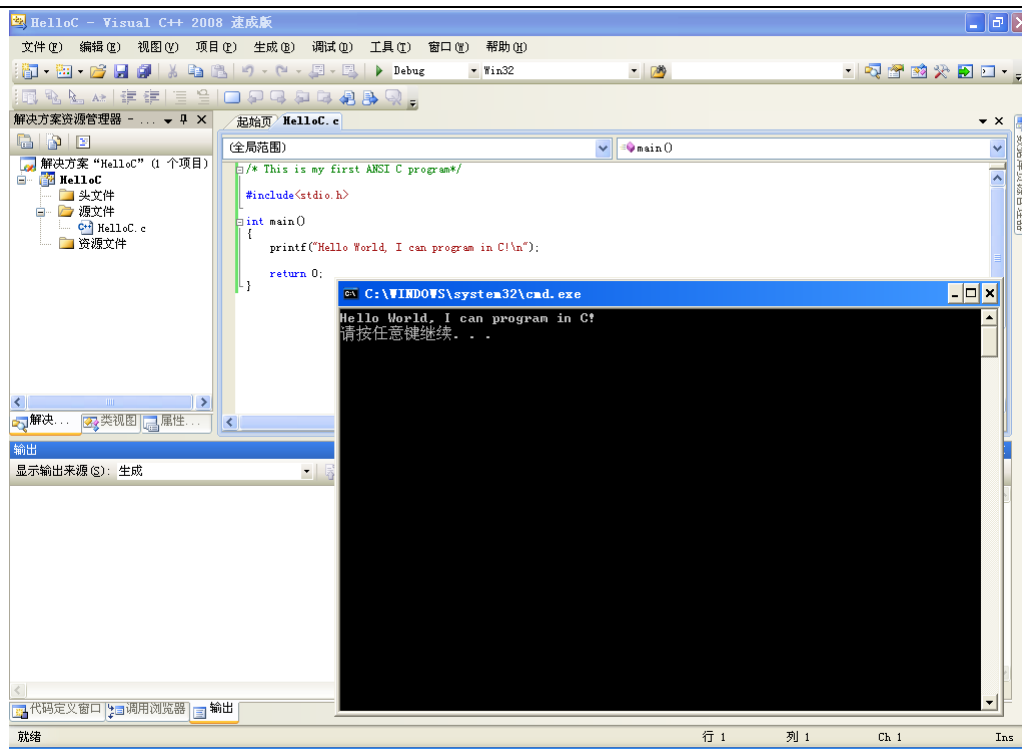 HelloC - Visual C++ 2008 速成版
文件(F) 编辑(E) 视图(V) 项目(P) 生成(B) 调试(D) 工具(T) 窗口(W) 帮助(H)
Debug Win32
解决方案资源管理器 - ...
起始页 HelloC.c
(全局范围) main()
解决方案“HelloC”(1 个项目)
HelloC
头文件
源文件
HelloC.c
资源文件
/* This is my first ANSI C program*/
#include<stdio.h>
int main()
{
printf("Hello World, I can program in C!\n");
return 0;
}
C:\WINDOWS\system32\cmd.exe
Hello World, I can program in C!
请按任意键继续. . .
解决... 类视图 属性...
输出
显示输出来源(S): 生成
代码定义窗口 调用浏览器 输出
就绪 行 1 列 1 Ch 1 Ins